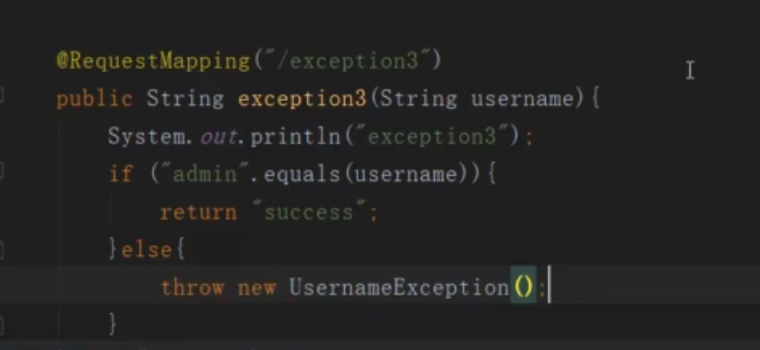 @RequestMapping("/exception3")
public String exception3(String username){
System.out.println("exception3");
if ("admin".equals(username)){
return "success";
}else{
throw new UsernameException();
}